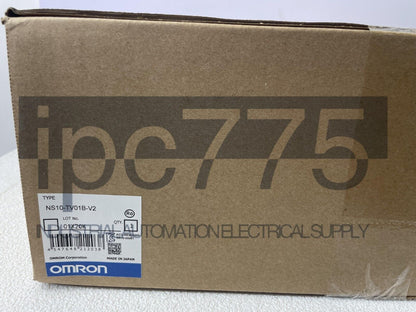 ipc775
TYPE
NS10-TV01B-V2
LOT No.
QTY.
INDUSTRIAL AUTOMATION ELECTRICAL SUPPLY
OMRON
OMRON Corporation
MADE IN JAPAN